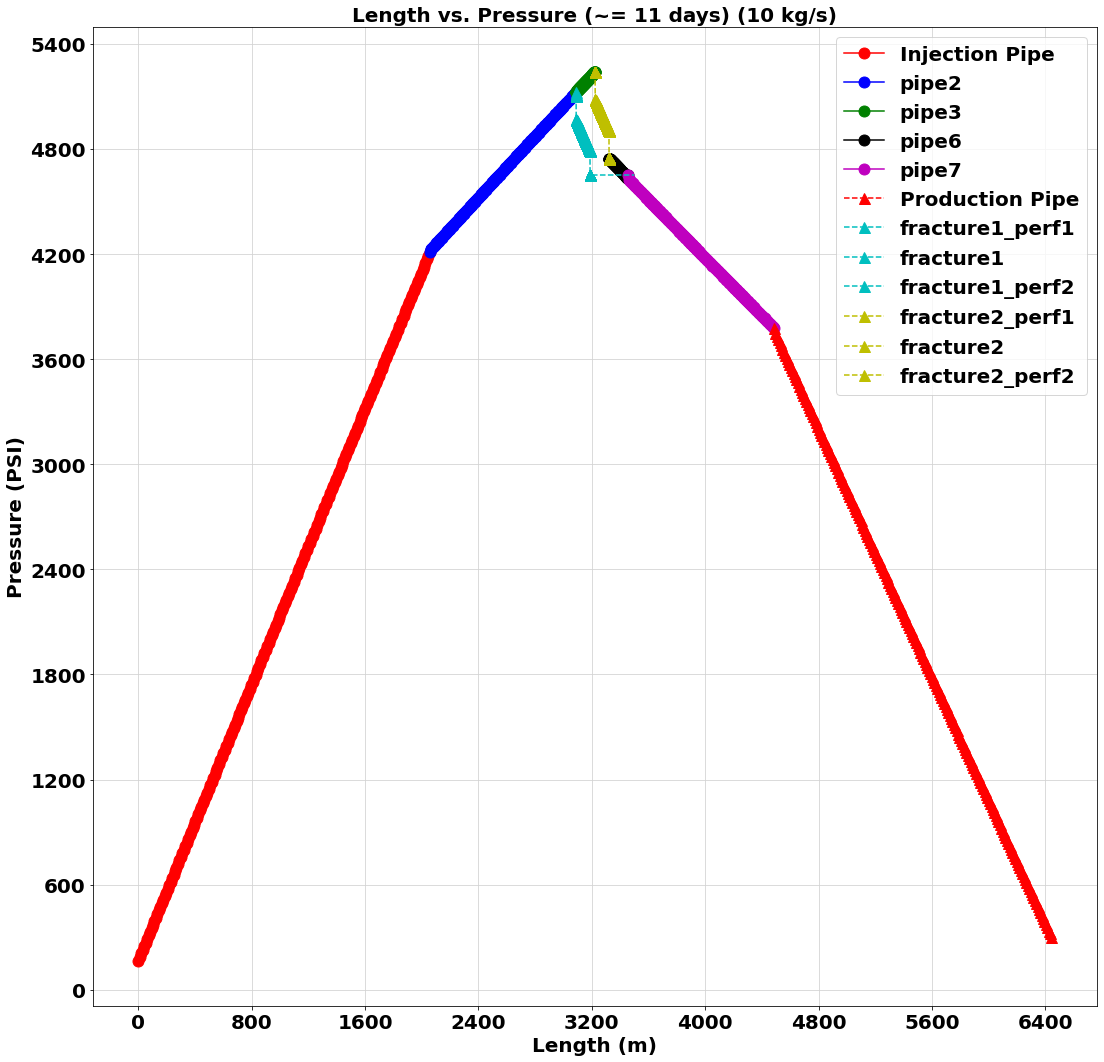 Length vs. Pressure (~= 11 days) (10 kg/s)
5400
4800
4200
3600
3000
2400
1800
1200
600
0
Pressure (PSI)
Injection Pipe
pipe2
pipe3
pipe6
pipe7
Production Pipe
fracture1_perf1
fracture1
fracture1_perf2
fracture2_perf1
fracture2
fracture2_perf2
0 800 1600 2400 3200 4000 4800 5600 6400
Length (m)